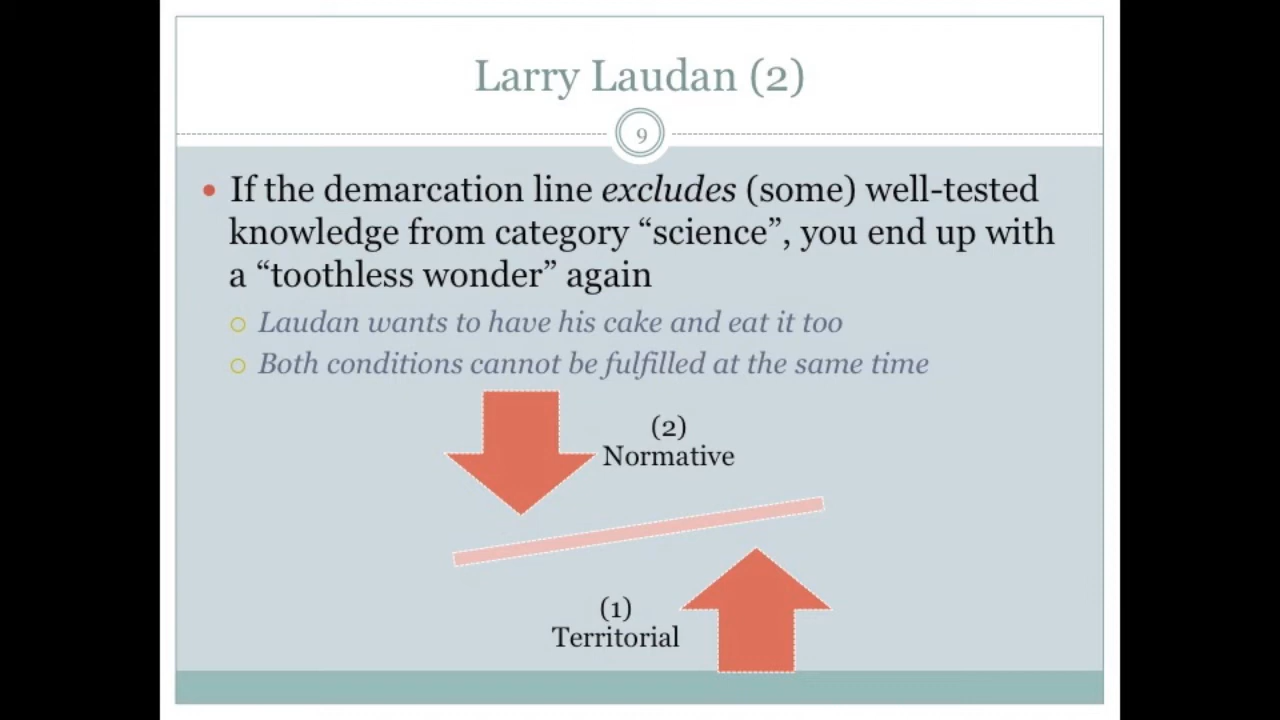 Larry Laudan (2)
9
• If the demarcation line excludes (some) well-tested
knowledge from category “science”, you end up with
a “toothless wonder” again
○ Laudan wants to have his cake and eat it too
○ Both conditions cannot be fulfilled at the same time
(2)
Normative
(1)
Territorial